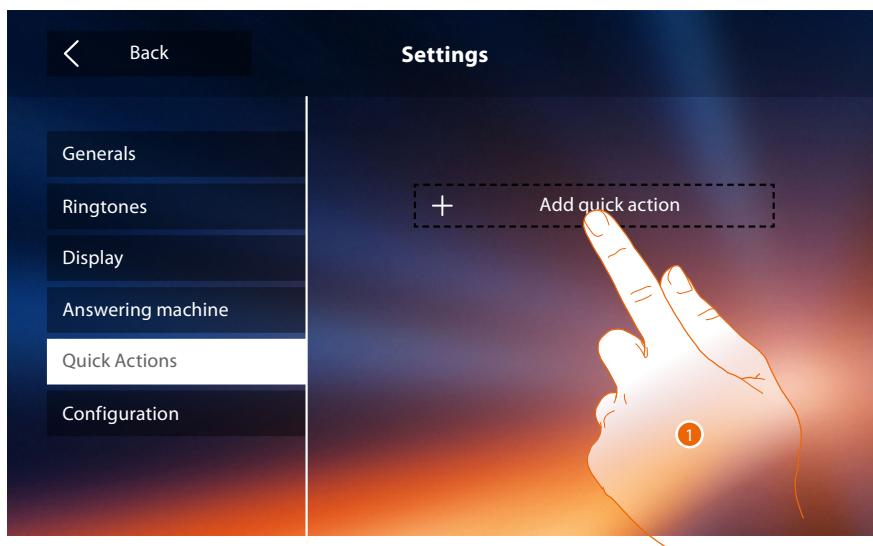 Back
Settings
Generals
Ringtones
Display
Answering machine
Quick Actions
Configuration
+ Add quick action
1